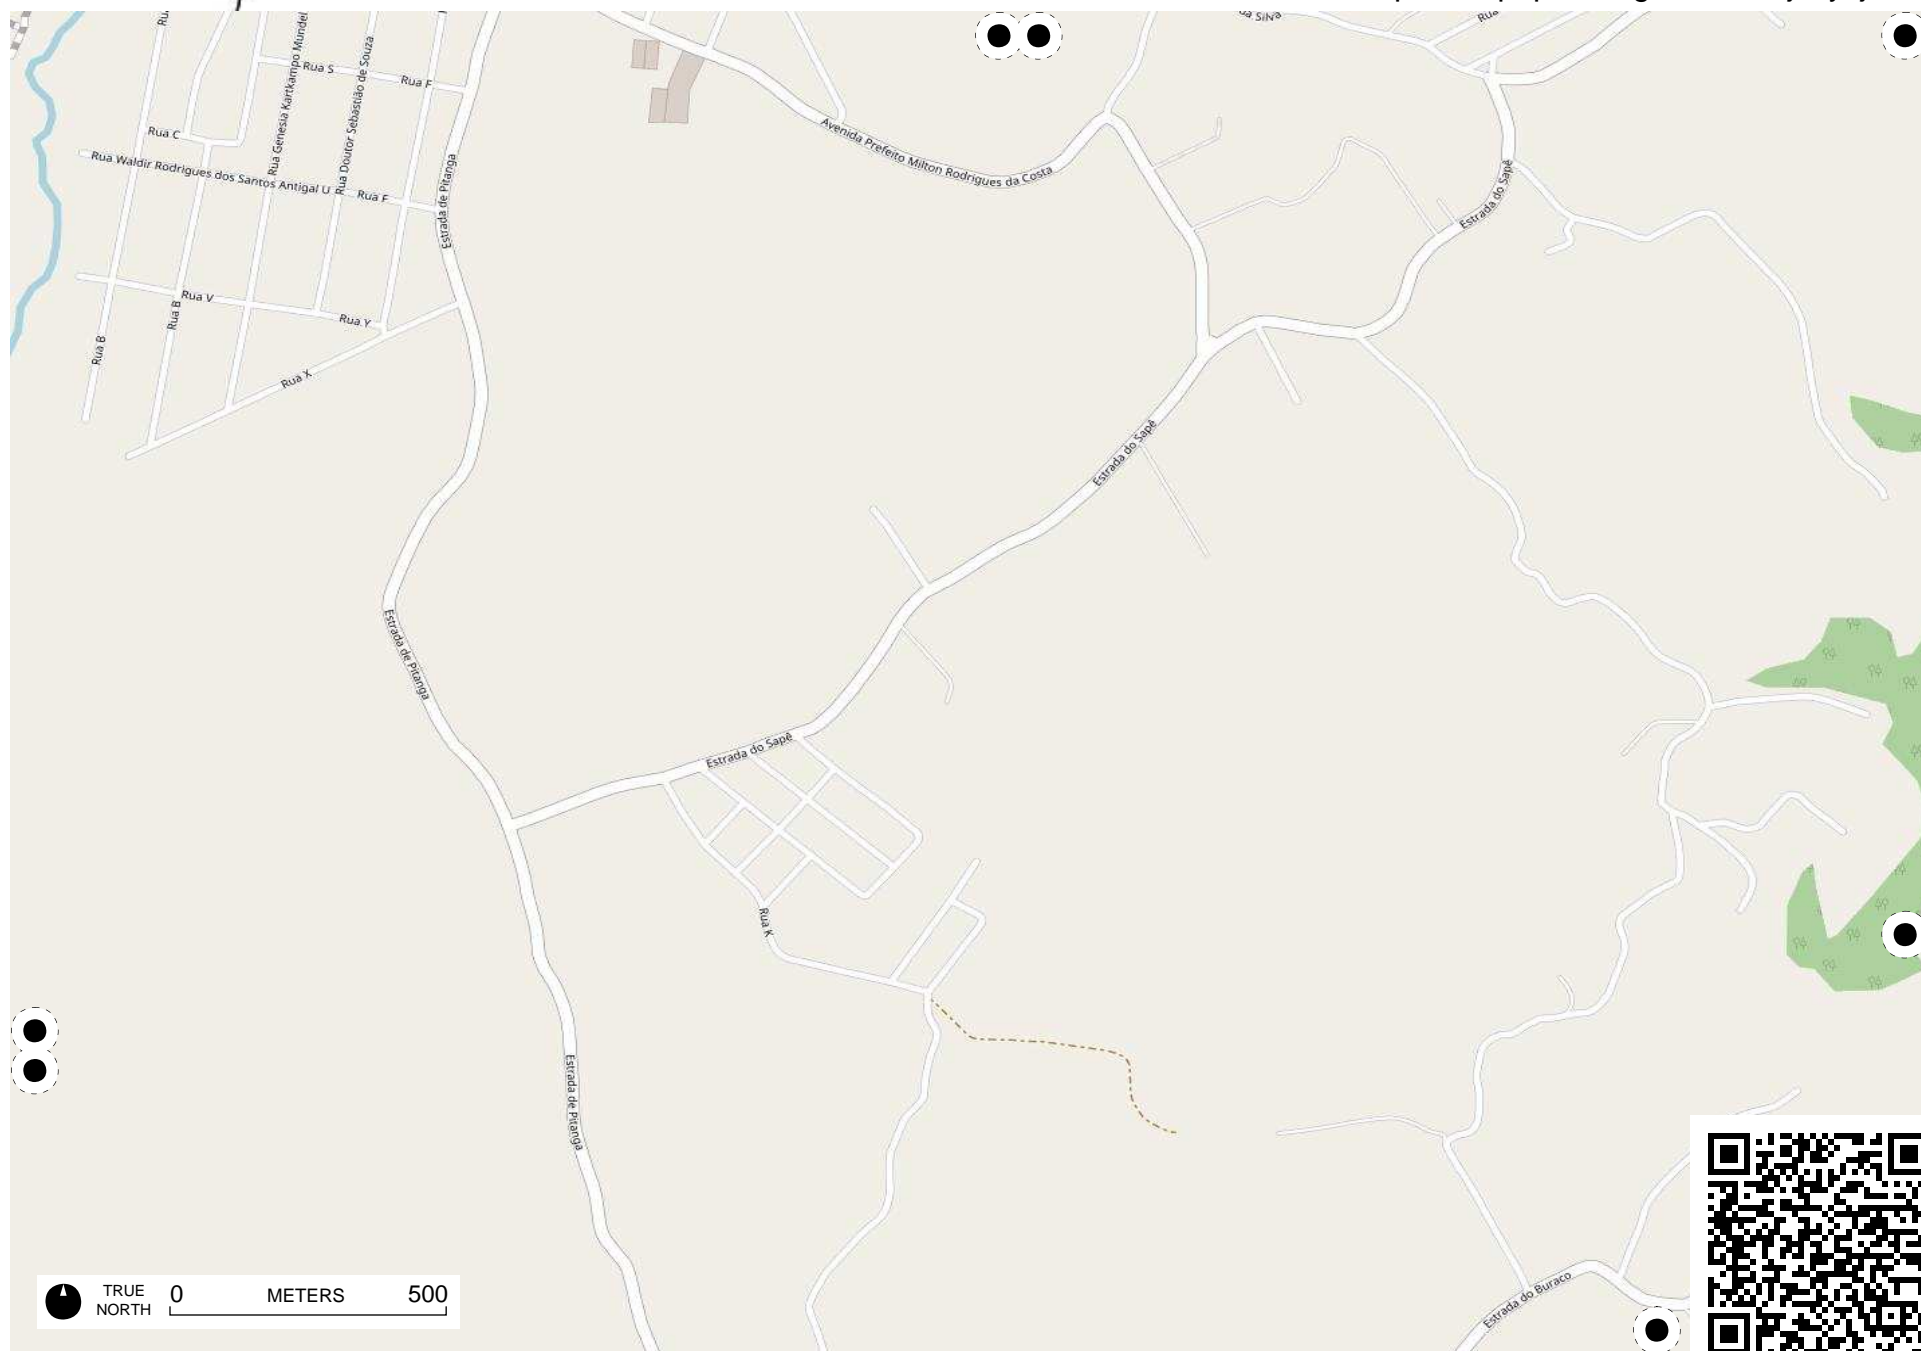 Rua S
Rua F
Rua Genesia Kartkampo Mundel
Rua Doutor Sebastião de Souza
Rua C
Rua Waldir Rodrigues dos Santos Antigal U
Rua F
Estrada de Pitanga
Avenida Prefeito Milton Rodrigues da Costa
Estrada do Sapê
Rua V
Rua B
Rua Y
Rua B
Rua X
Estrada do Sapê
Estrada de Pitanga
Estrada do Sapê
Rua K
Estrada de Pitanga
Estrada do Buraco
TRUE NORTH
0 METERS 500